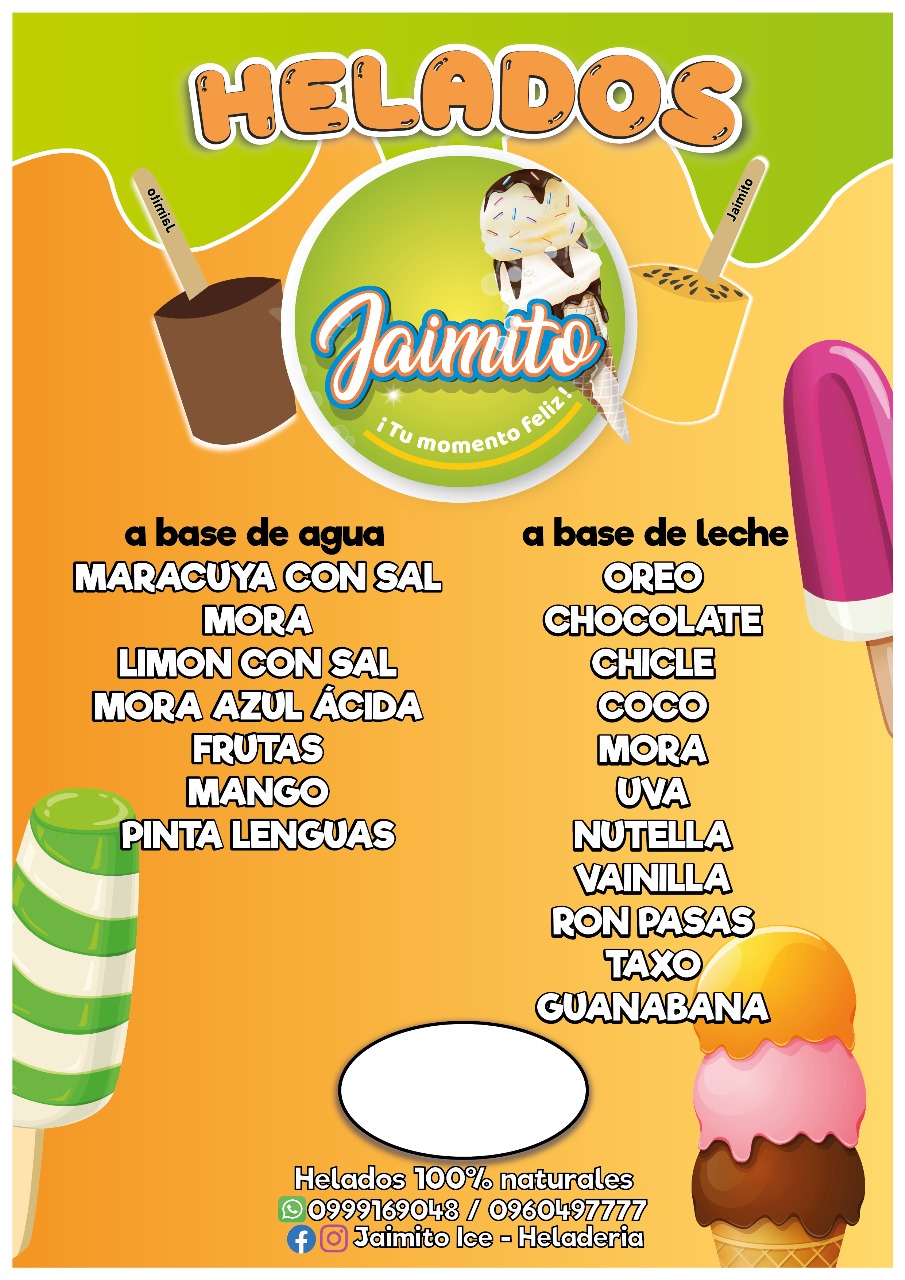 HELADOS
Jaimito
Jaimito
Jaimito
¡Tu momento feliz!
a base de agua
MARACUYA CON SAL
MORA
LIMON CON SAL
MORA AZUL ÁCIDA
FRUTAS
MANGO
PINTA LENGUAS
a base de leche
OREO
CHOCOLATE
CHICLE
COCO
MORA
UVA
NUTELLA
VAINILLA
RON PASAS
TAXO
GUANABANA
Helados 100% naturales
0999169048 / 0960497777
Jaimito Ice - Heladeria